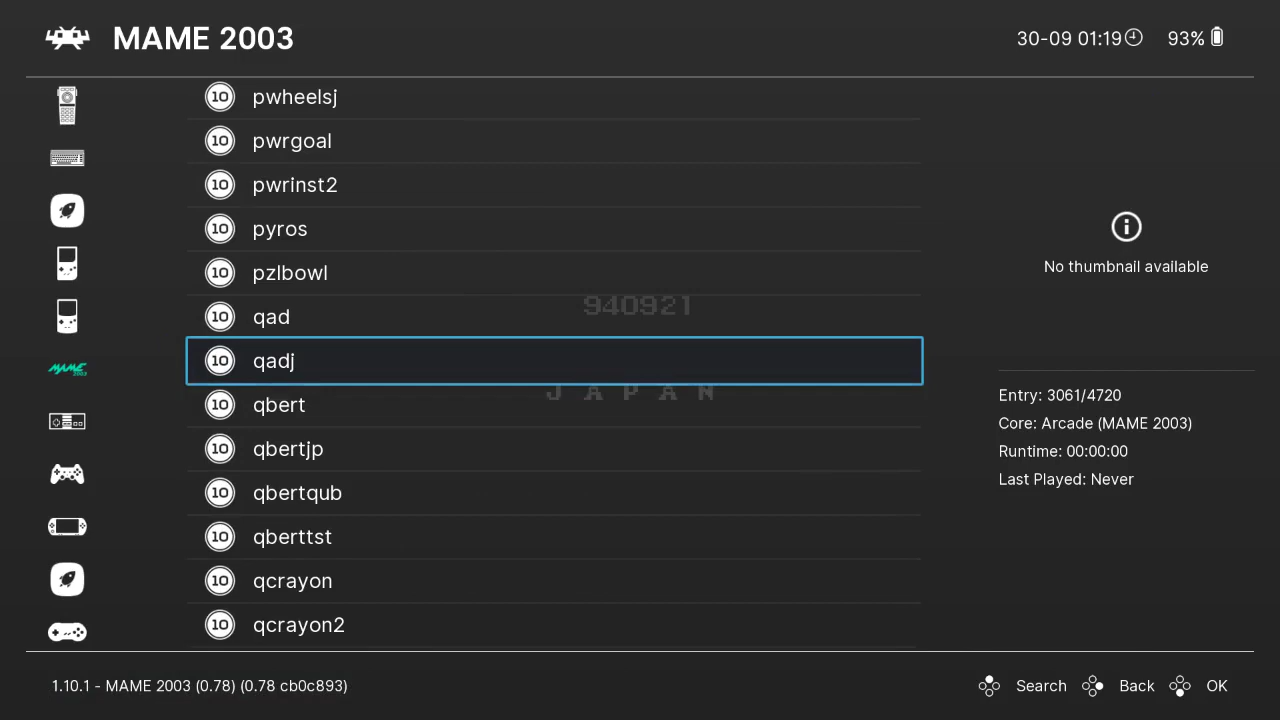 MAME 2003
30-09 01:19
93%
pwheelsj
pwrgoal
pwrinst2
pyros
pzlbowl
qad
qadj
qbert
qbertjp
qbertqub
qberttst
qcrayon
qcrayon2
940921
JAPAN
No thumbnail available
Entry: 3061/4720
Core: Arcade (MAME 2003)
Runtime: 00:00:00
Last Played: Never
1.10.1 - MAME 2003 (0.78) (0.78 cb0c893)
Search
Back
OK